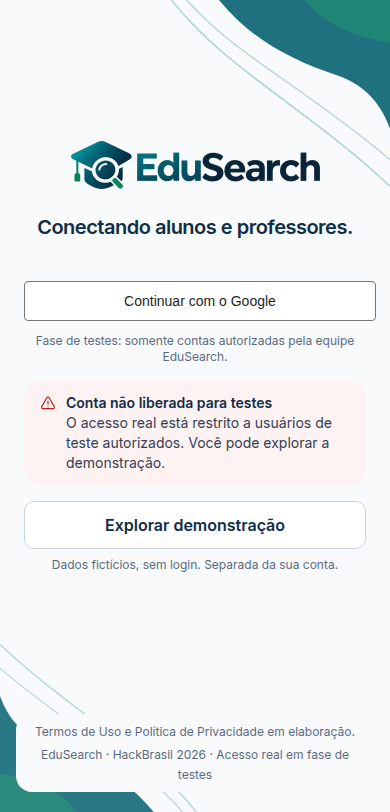 EduSearch
Conectando alunos e professores.
Continuar com o Google
Fase de testes: somente contas autorizadas pela equipe
EduSearch.
Conta não liberada para testes
O acesso real está restrito a usuários de
teste autorizados. Você pode explorar a
demonstração.
Explorar demonstração
Dados fictícios, sem login. Separada da sua conta.
Termos de Uso e Política de Privacidade em elaboração.
EduSearch · HackBrasil 2026 · Acesso real em fase de
testes